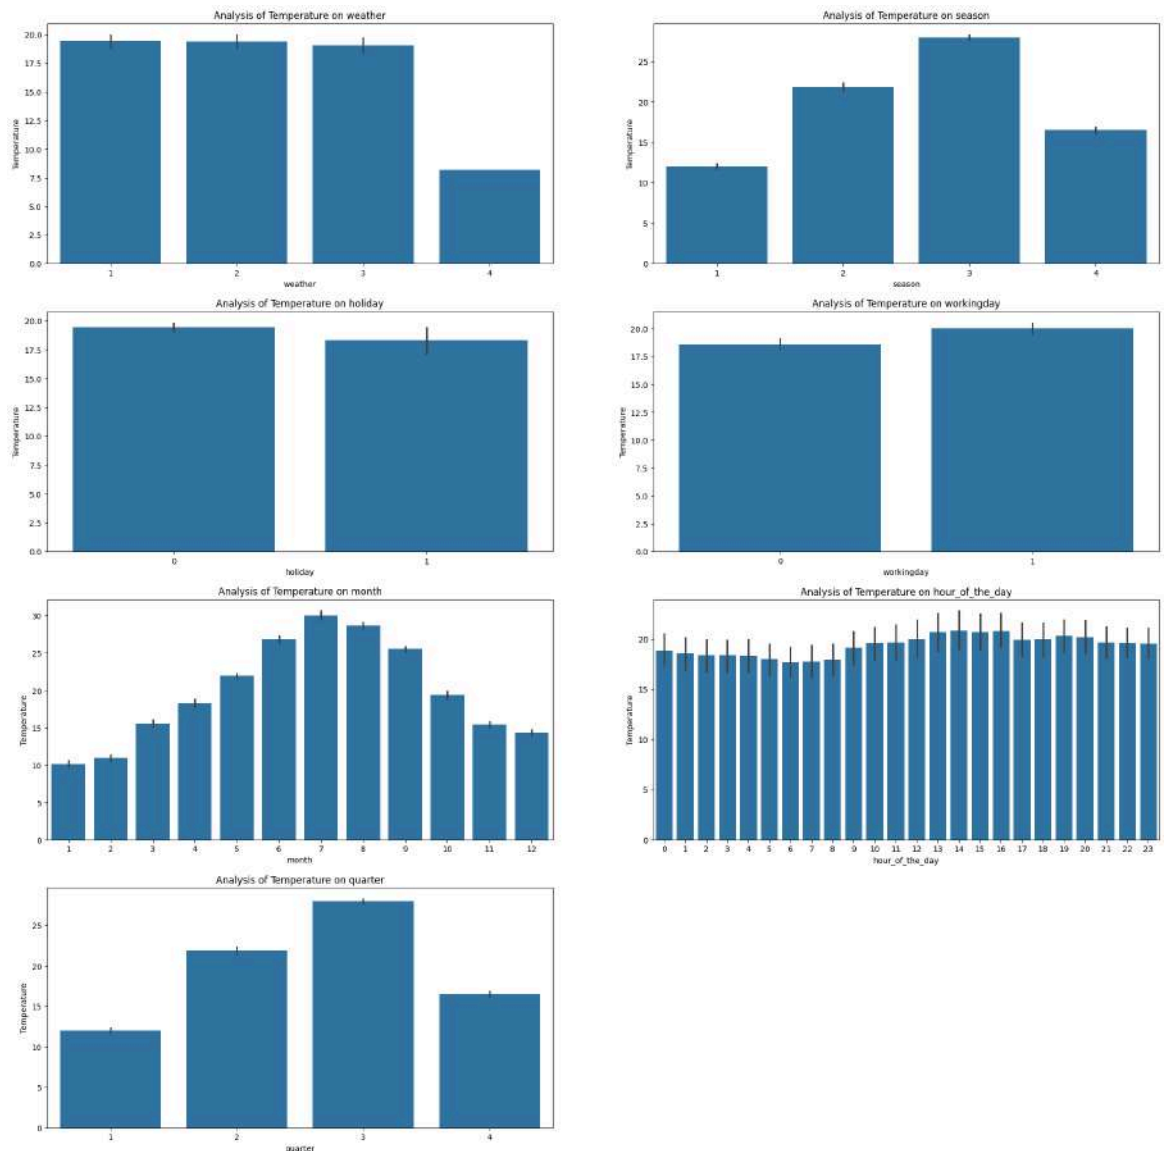 Analysis of Temperature on weather
Temperature
20.0
17.5
15.0
12.5
10.0
7.5
5.0
2.5
0.0
1 2 3 4
weather
Analysis of Temperature on season
Temperature
25
20
15
10
5
0
1 2 3 4
season
Analysis of Temperature on holiday
Temperature
20.0
17.5
15.0
12.5
10.0
7.5
5.0
2.5
0.0
0 1
holiday
Analysis of Temperature on workingday
Temperature
20.0
17.5
15.0
12.5
10.0
7.5
5.0
2.5
0.0
0 1
workingday
Analysis of Temperature on month
Temperature
30
25
20
15
10
5
0
1 2 3 4 5 6 7 8 9 10 11 12
month
Analysis of Temperature on hour_of_the_day
Temperature
20
15
10
5
0
0 1 2 3 4 5 6 7 8 9 10 11 12 13 14 15 16 17 18 19 20 21 22 23
hour_of_the_day
Analysis of Temperature on quarter
Temperature
25
20
15
10
5
0
1 2 3 4
quarter